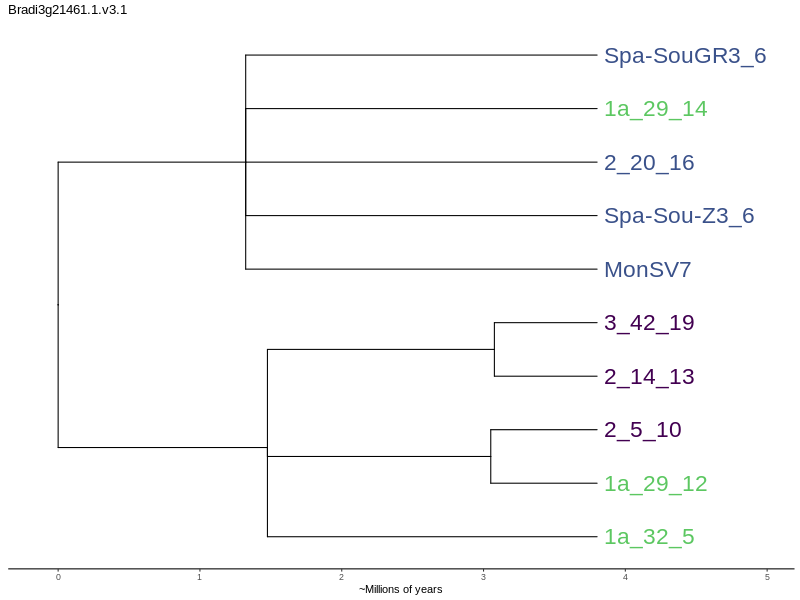 Bradi3g21461.1.v3.1
Spa-SouGR3_6
1a_29_14
2_20_16
Spa-Sou-Z3_6
MonSV7
3_42_19
2_14_13
2_5_10
1a_29_12
1a_32_5
0 1 2 3 4 5
~Millions of years